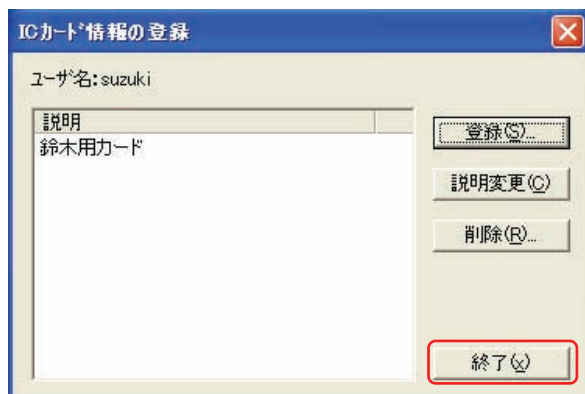 ICカード情報の登録
ユーザ名:suzuki
説明
鈴木用カード
登録(S)...
説明変更(C)
削除(R)...
終了(x)